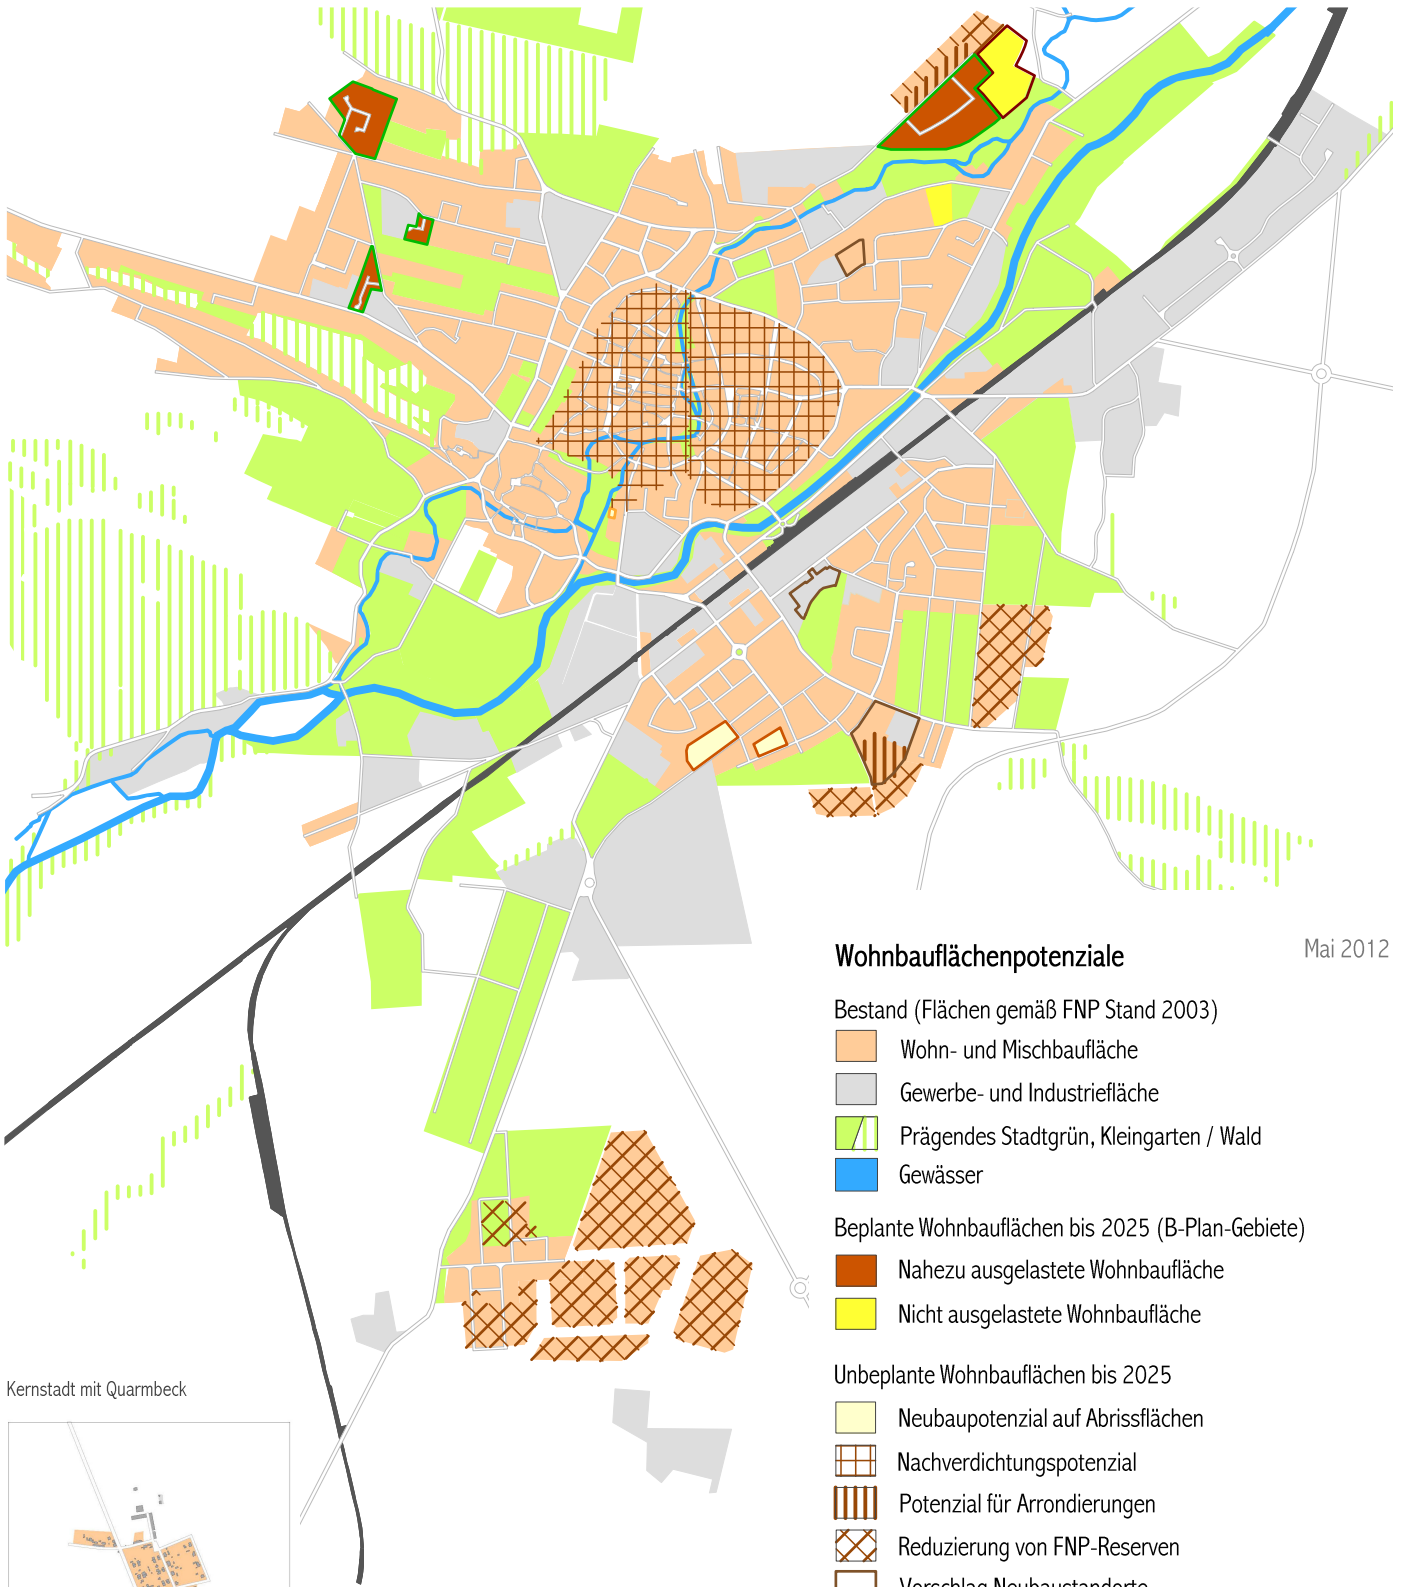 Wohnbauflächenpotenziale
Mai 2012
Bestand (Flächen gemäß FNP Stand 2003)
Wohn- und Mischbaufläche
Gewerbe- und Industriefläche
Prägendes Stadtgrün, Kleingarten / Wald
Gewässer
Beplante Wohnbauflächen bis 2025 (B-Plan-Gebiete)
Nahezu ausgelastete Wohnbaufläche
Nicht ausgelastete Wohnbaufläche
Unbeplante Wohnbauflächen bis 2025
Neubaupotenzial auf Abrissflächen
Nachverdichtungspotenzial
Potenzial für Arrondierungen
Reduzierung von FNP-Reserven
Vorschlag Neubaustandorte
Kernstadt mit Quarmbeck